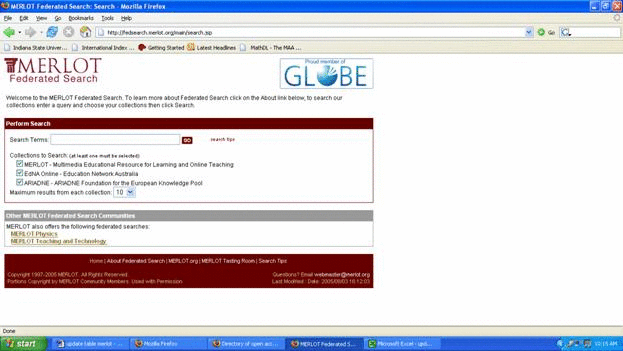 MERLOT Federated Search: Search - Mozilla Firefox
File Edit View Go Bookmarks Tools Help
http://fedsearch.merlot.org/main/search.jsp
Go
Indiana State Univer... International Index ... Getting Started Latest Headlines MathDL - The MAA ...
MERLOT
Federated Search
Proud member of
GLOBE
Welcome to the MERLOT Federated Search. To learn more about Federated Search click on the About link below, to search our
collections enter a query and choose your collections then click Search.
Perform Search
Search Terms: GO search tips
Collections to Search: (at least one must be selected)
MERLOT - Multimedia Educational Resource for Learning and Online Teaching
EdNA Online - Education Network Australia
ARIADNE - ARIADNE Foundation for the European Knowledge Pool
Maximum results from each collection: 10
Other MERLOT Federated Search Communities
MERLOT also offers the following federated searches:
MERLOT Physics
MERLOT Teaching and Technology
Home | About Federated Search | MERLOT.org | MERLOT Tasting Room | Search Tips
Copyright 1997-2005 MERLOT. All Rights Reserved. Questions? Email webmaster@merlot.org
Portions Copyright by MERLOT Community Members. Used with Permission. Last Modified : Date: 2005/08/03 16:12:03
Done
start update table merlot - ... Mozilla Firefox Directory of open acc... MERLOT Federated S... Microsoft Excel - upd... 10:15 AM